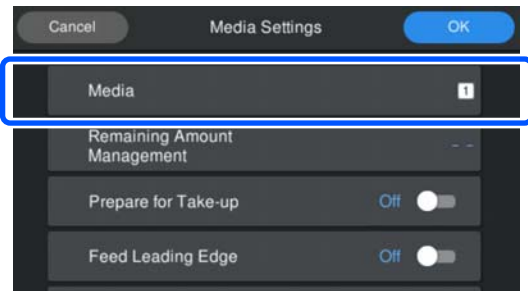 Cancel Media Settings OK
Media 1
Remaining Amount
Management --
Prepare for Take-up Off
Feed Leading Edge Off